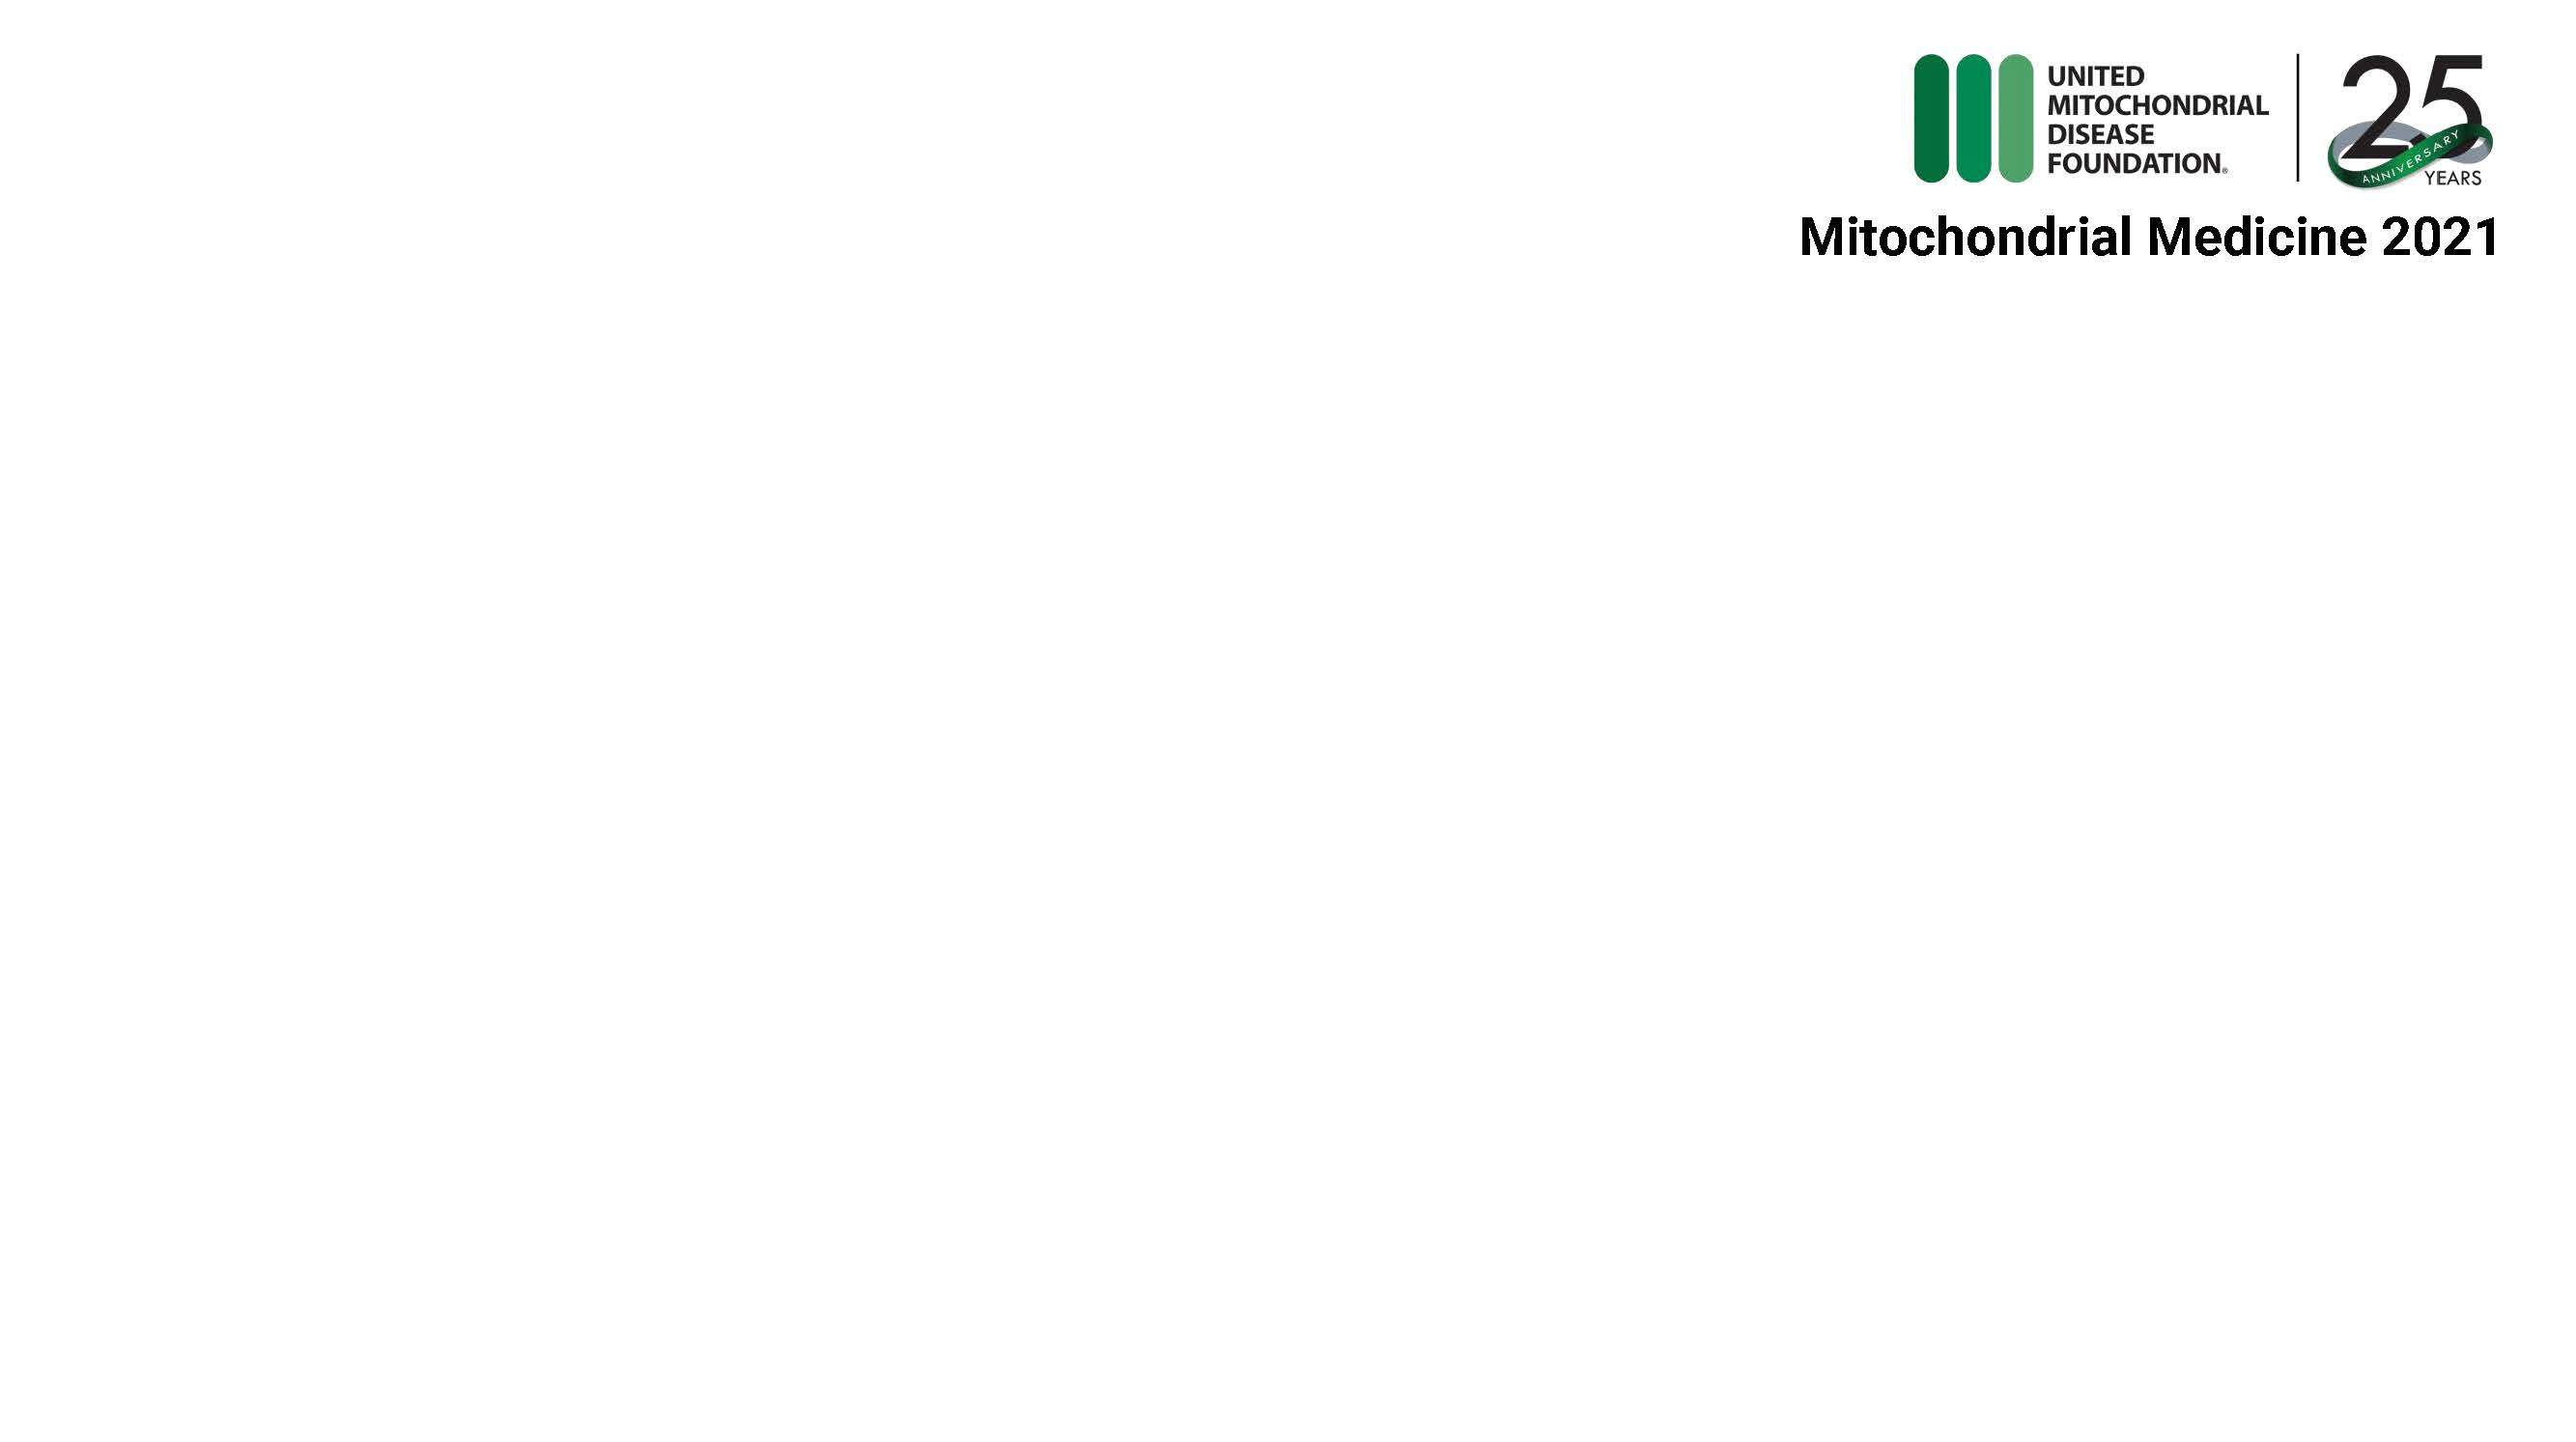 UNITED
MITOCHONDRIAL
DISEASE
FOUNDATION®
25
ANNIVERSARY
YEARS
Mitochondrial Medicine 2021